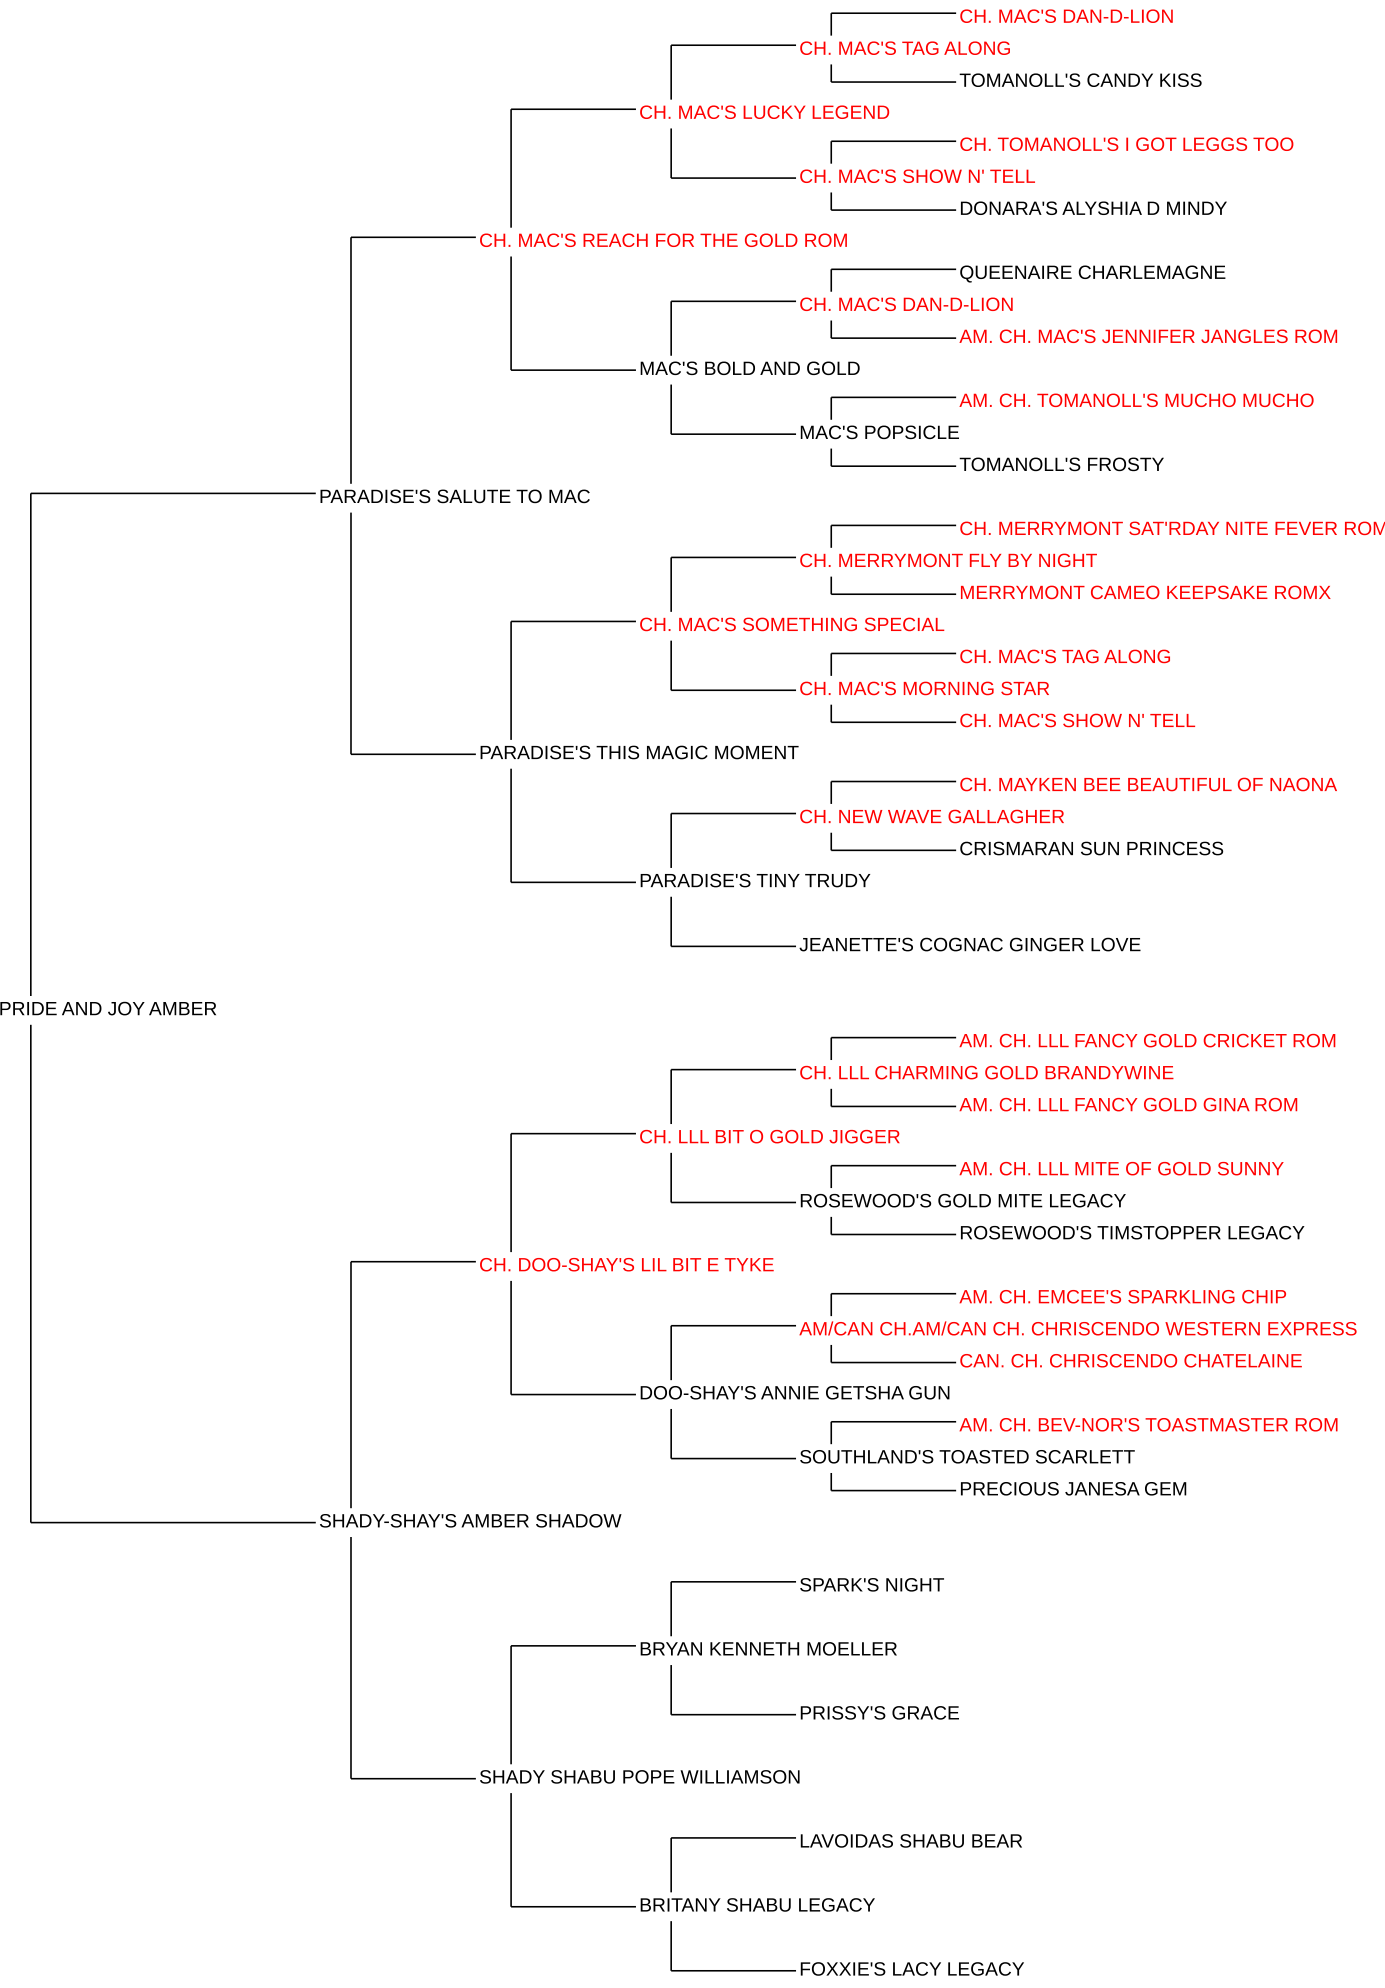 CH. MAC'S DAN-D-LION
CH. MAC'S TAG ALONG
TOMANOLL'S CANDY KISS
CH. MAC'S LUCKY LEGEND
CH. TOMANOLL'S I GOT LEGGS TOO
CH. MAC'S SHOW N' TELL
DONARA'S ALYSHIA D MINDY
CH. MAC'S REACH FOR THE GOLD ROM
QUEENAIRE CHARLEMAGNE
CH. MAC'S DAN-D-LION
AM. CH. MAC'S JENNIFER JANGLES ROM
MAC'S BOLD AND GOLD
AM. CH. TOMANOLL'S MUCHO MUCHO
MAC'S POPSICLE
TOMANOLL'S FROSTY
PARADISE'S SALUTE TO MAC
CH. MERRYMONT SAT'RDAY NITE FEVER ROM
CH. MERRYMONT FLY BY NIGHT
MERRYMONT CAMEO KEEPSAKE ROMX
CH. MAC'S SOMETHING SPECIAL
CH. MAC'S TAG ALONG
CH. MAC'S MORNING STAR
CH. MAC'S SHOW N' TELL
PARADISE'S THIS MAGIC MOMENT
CH. MAYKEN BEE BEAUTIFUL OF NAONA
CH. NEW WAVE GALLAGHER
CRISMARAN SUN PRINCESS
PARADISE'S TINY TRUDY
JEANETTE'S COGNAC GINGER LOVE
PRIDE AND JOY AMBER
AM. CH. LLL FANCY GOLD CRICKET ROM
CH. LLL CHARMING GOLD BRANDYWINE
AM. CH. LLL FANCY GOLD GINA ROM
CH. LLL BIT O GOLD JIGGER
AM. CH. LLL MITE OF GOLD SUNNY
ROSEWOOD'S GOLD MITE LEGACY
ROSEWOOD'S TIMSTOPPER LEGACY
CH. DOO-SHAY'S LIL BIT E TYKE
AM. CH. EMCEE'S SPARKLING CHIP
AM/CAN CH.AM/CAN CH. CHRISCENDO WESTERN EXPRESS
CAN. CH. CHRISCENDO CHATELAINE
DOO-SHAY'S ANNIE GETSHA GUN
AM. CH. BEV-NOR'S TOASTMASTER ROM
SOUTHLAND'S TOASTED SCARLETT
PRECIOUS JANESA GEM
SHADY-SHAY'S AMBER SHADOW
SPARK'S NIGHT
BRYAN KENNETH MOELLER
PRISSY'S GRACE
SHADY SHABU POPE WILLIAMSON
LAVOIDAS SHABU BEAR
BRITANY SHABU LEGACY
FOXXIE'S LACY LEGACY